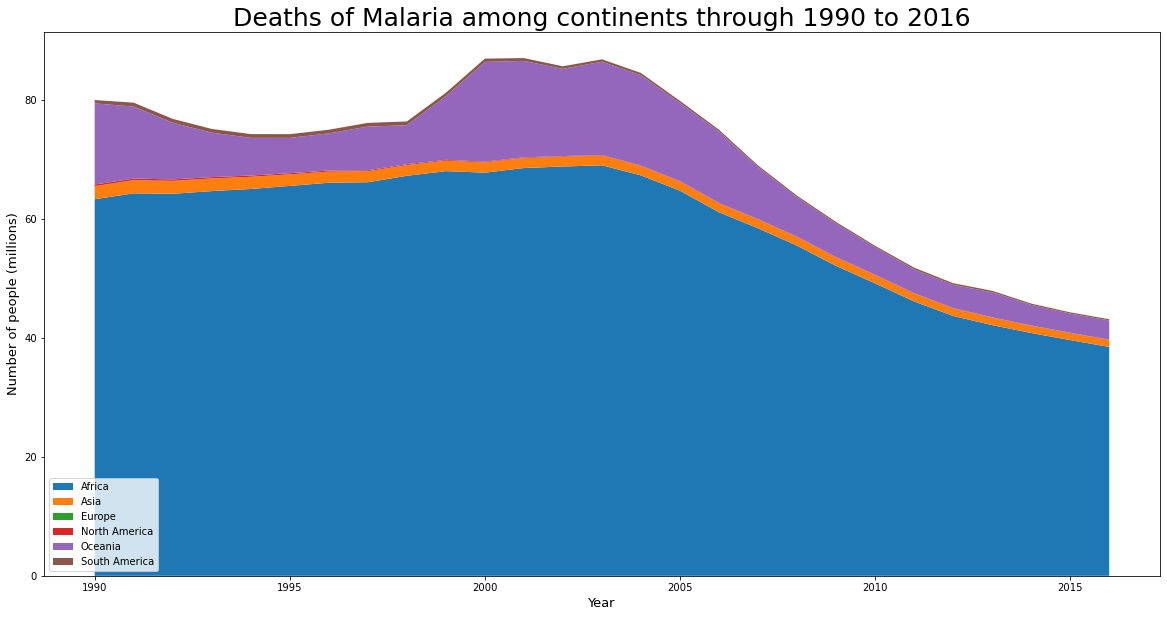 Deaths of Malaria among continents through 1990 to 2016
Number of people (millions)
80
60
40
20
0
Africa
Asia
Europe
North America
Oceania
South America
1990 1995 2000 2005 2010 2015
Year